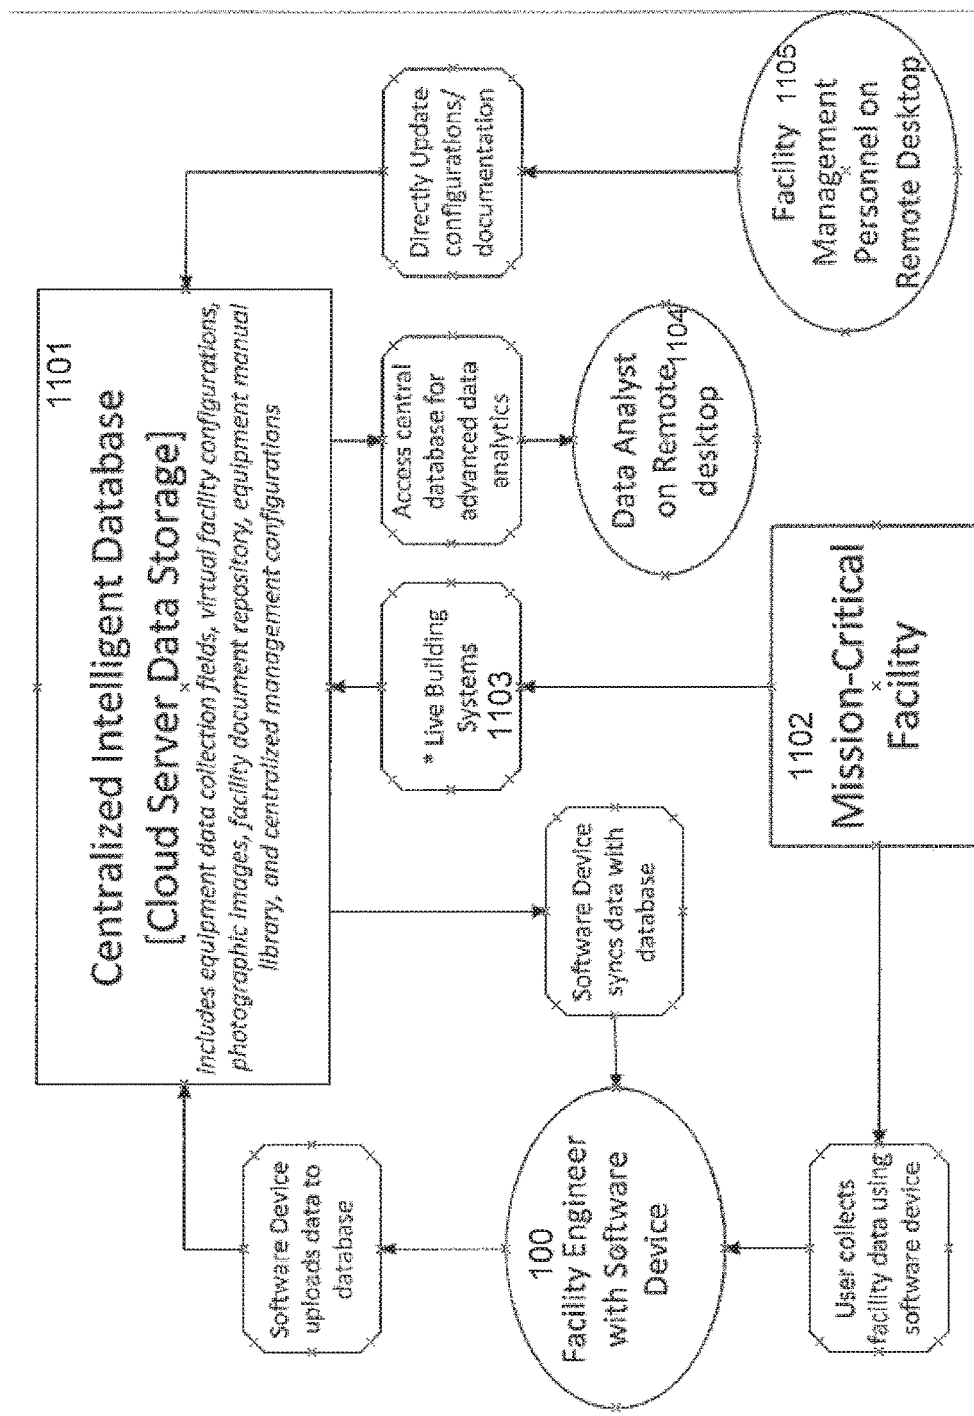 1101
Centralized Intelligent Database
[Cloud Server Data Storage]
includes equipment data collection fields, virtual facility configurations,
photographic images, facility document repository, equipment manual
library, and centralized management configurations
Software Device
uploads data to
database
* Live Building
Systems
1103
Access central
database for
advanced data
analytics
Directly Update
configurations/
documentation
Software Device
syncs data with
database
100
Facility Engineer
with Software
Device
Data Analyst
on Remote 1104
desktop
Facility 1105
Management
Personnel on
Remote Desktop
User collects
facility data using
software device
1102
Mission-Critical
Facility